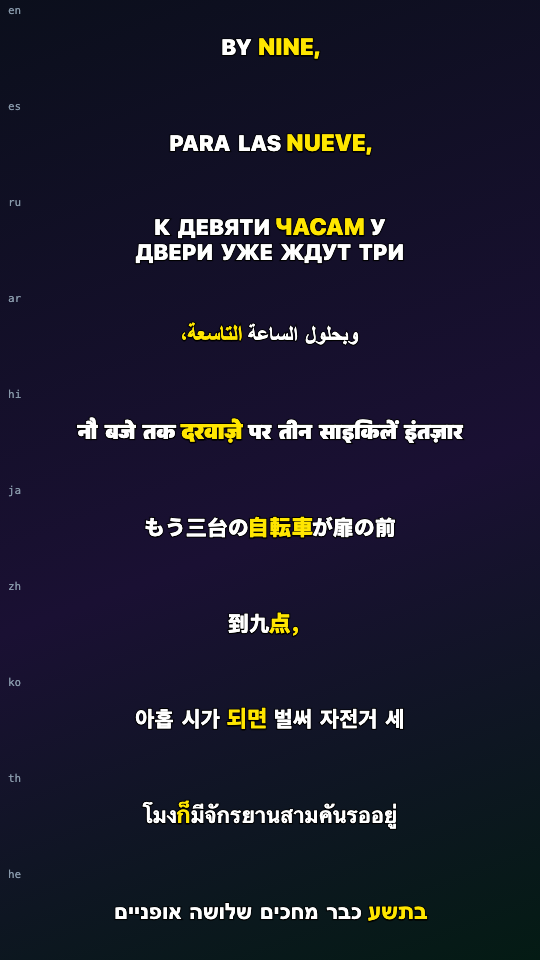 en
BY NINE,
es
PARA LAS NUEVE,
ru
К ДЕВЯТИ ЧАСАМ У
ДВЕРИ УЖЕ ЖДУТ ТРИ
ar
وبحلول الساعة التاسعة،
hi
नौ बजे तक दरवाज़े पर तीन साइकिलें इंतज़ार
ja
もう三台の自転車が扉の前
zh
到九点，
ko
아홉 시가 되면 벌써 자전거 세
th
โมงก็มีจักรยานสามคันรออยู่
he
בתשע כבר מחכים שלושה אופניים